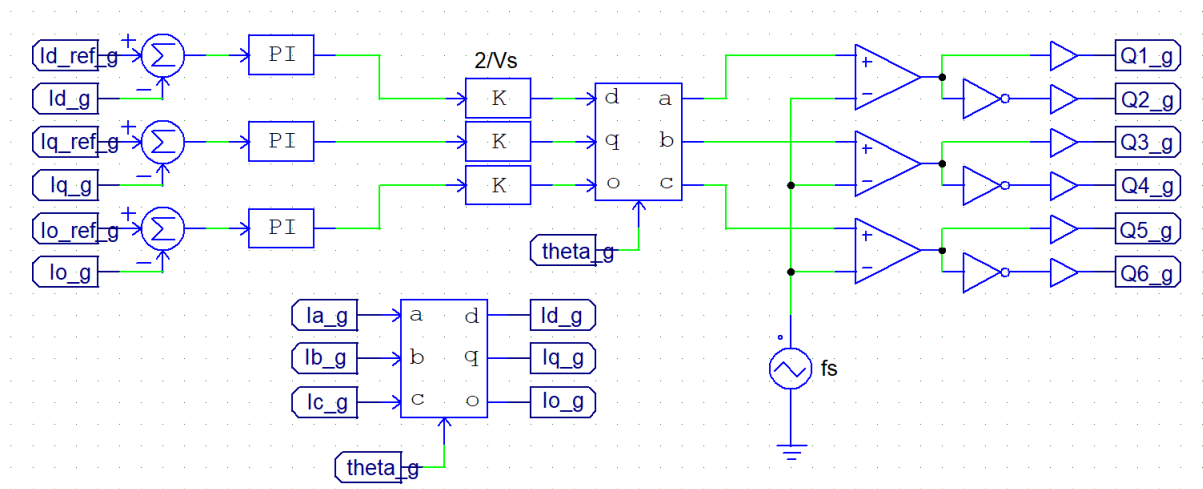 Id_ref_g
+
Σ
−
Id_g
PI
2/Vs
K
Iq_ref_g
+
Σ
−
Iq_g
PI
K
Io_ref_g
+
Σ
−
Io_g
PI
K
d a
q b
o c
theta_g
+
−
Q1_g
Q2_g
+
−
Q3_g
Q4_g
+
−
Q5_g
Q6_g
Ia_g a d Id_g
Ib_g b q Iq_g
Ic_g c o Io_g
theta_g
fs